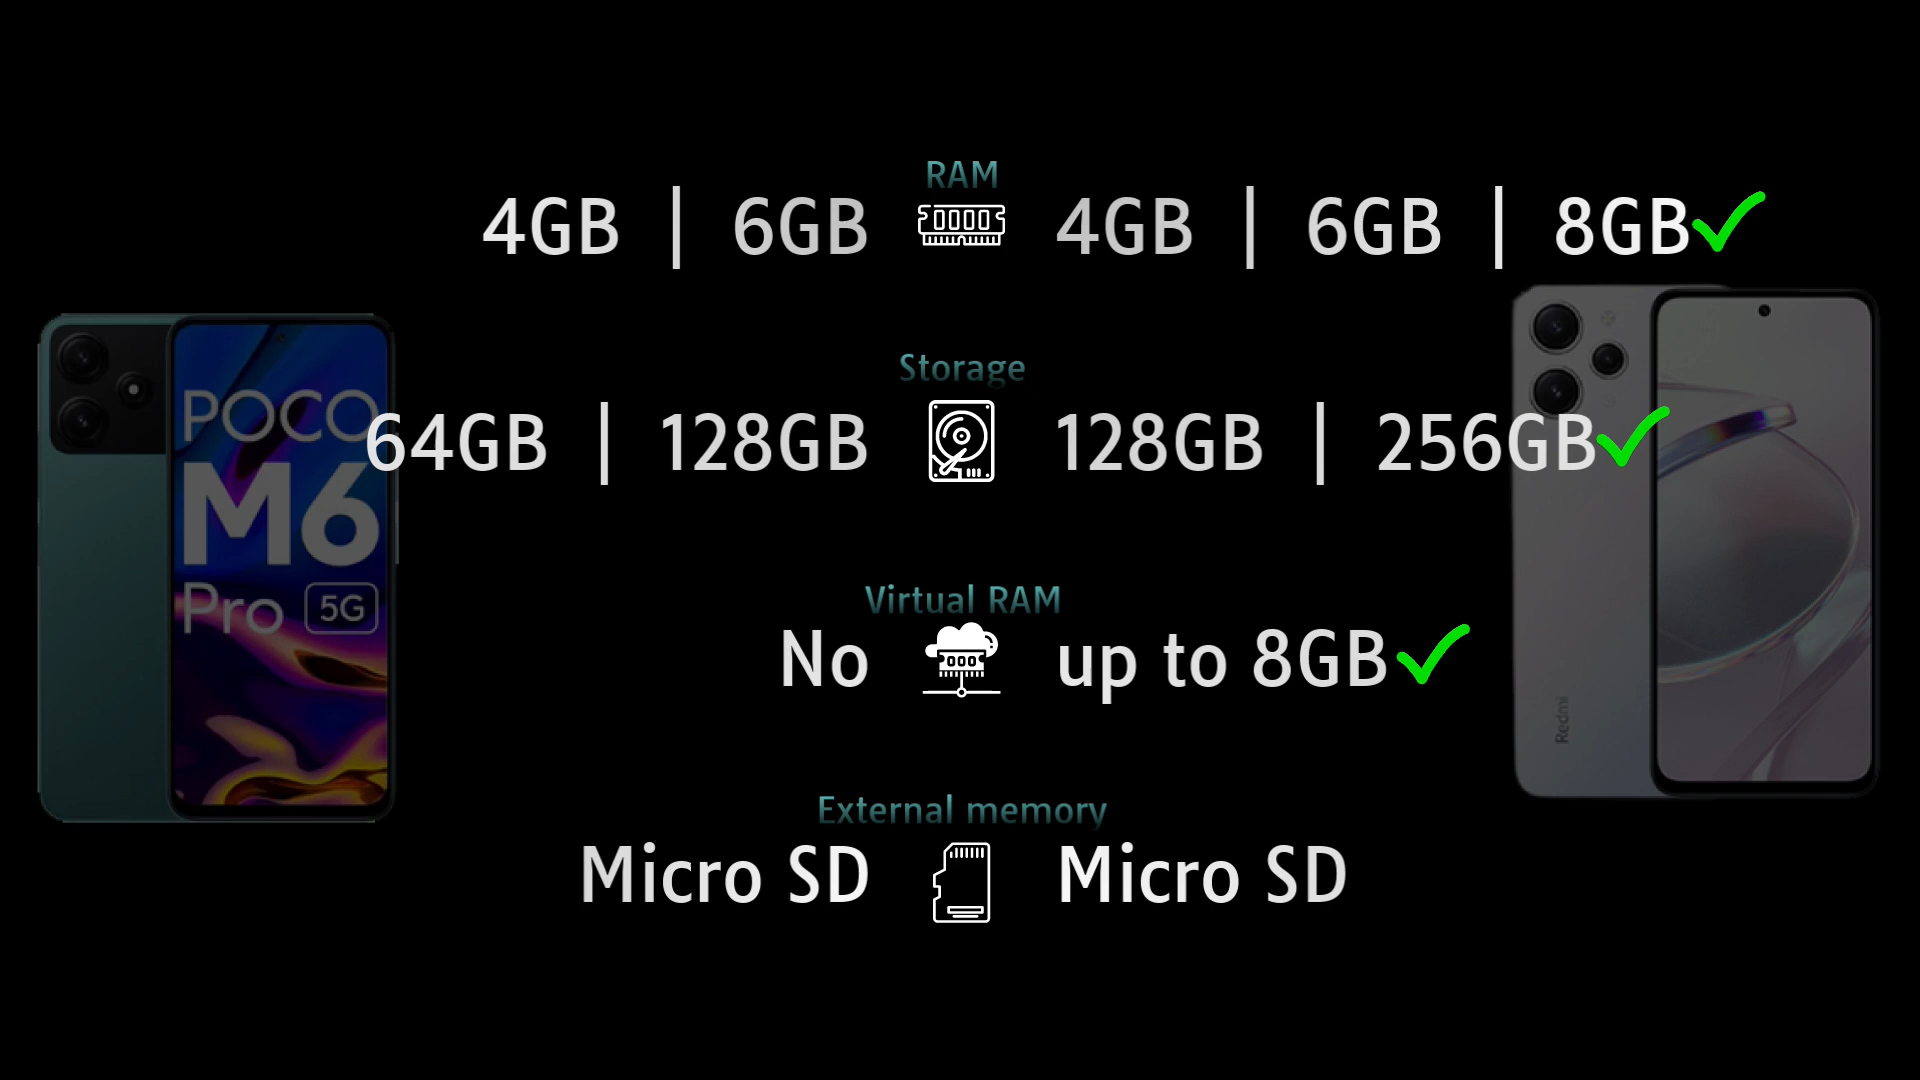 RAM
4GB | 6GB 4GB | 6GB | 8GB
Storage
POCO
64GB | 128GB 128GB | 256GB
M6
Virtual RAM
Pro 5G
No up to 8GB
Redmi
External memory
Micro SD Micro SD